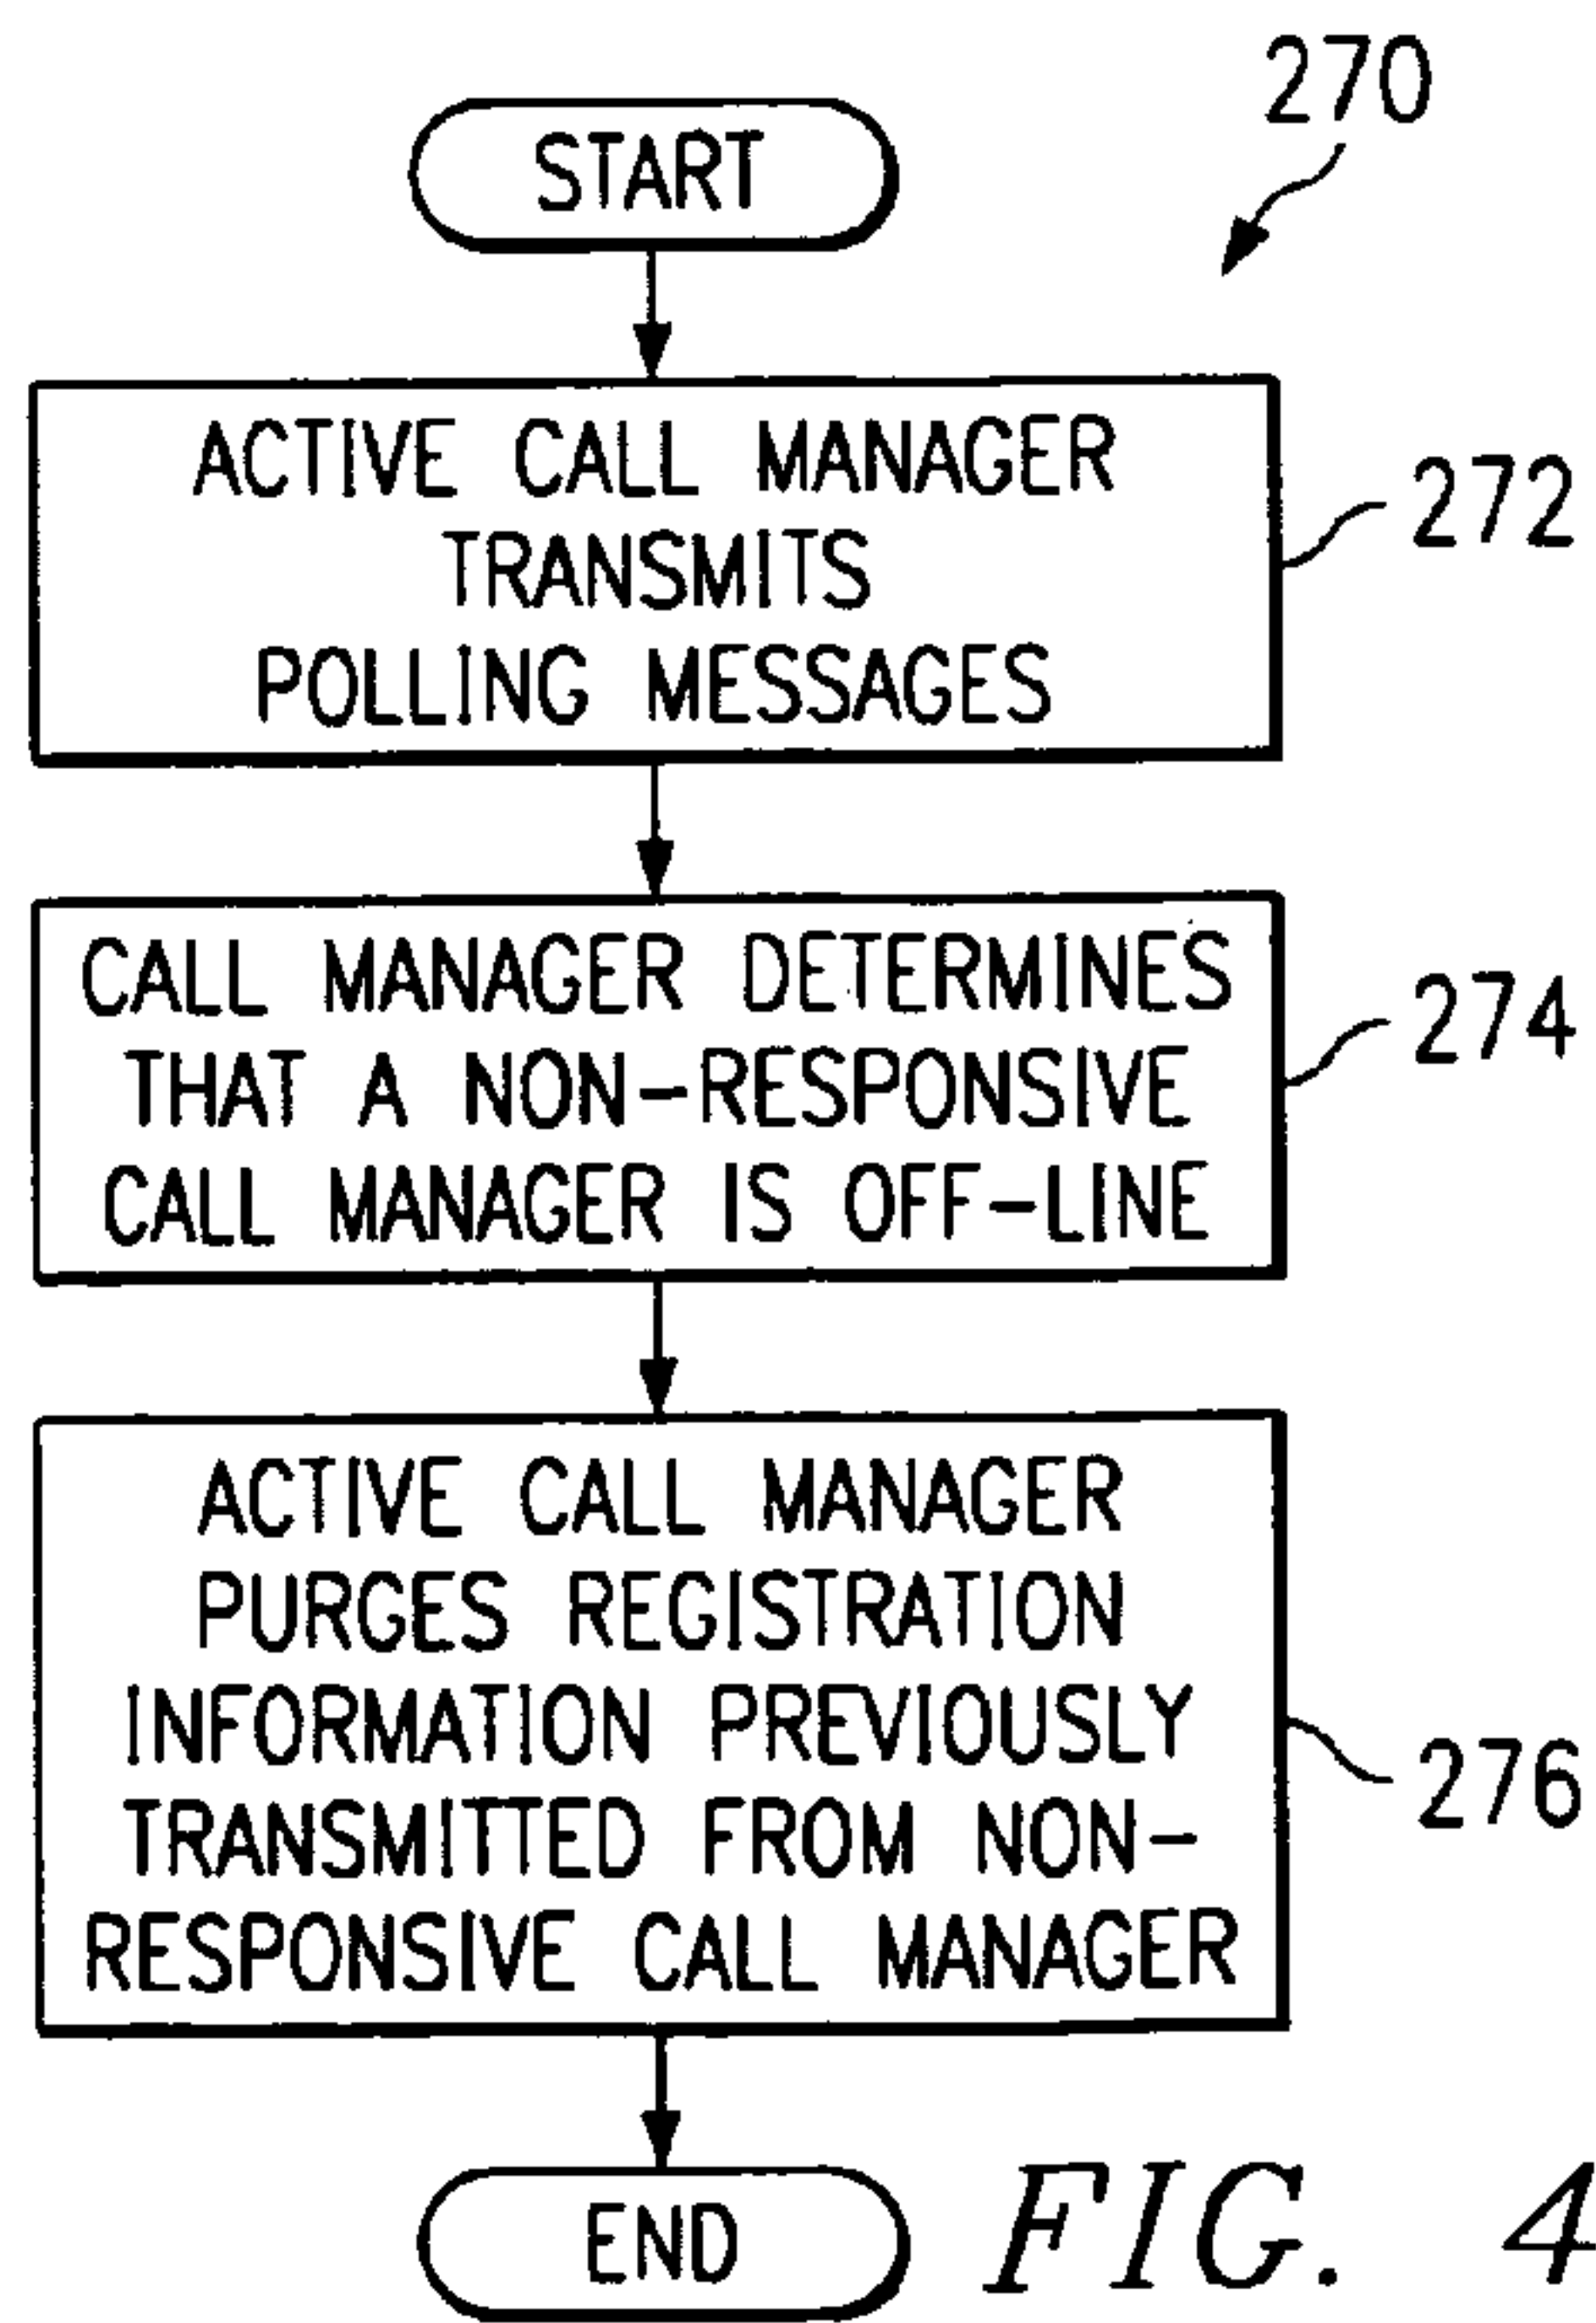 270
START
ACTIVE CALL MANAGER
TRANSMITS
POLLING MESSAGES
272
CALL MANAGER DETERMINES
THAT A NON-RESPONSIVE
CALL MANAGER IS OFF-LINE
274
ACTIVE CALL MANAGER
PURGES REGISTRATION
INFORMATION PREVIOUSLY
TRANSMITTED FROM NON-
RESPONSIVE CALL MANAGER
276
END
FIG. 4